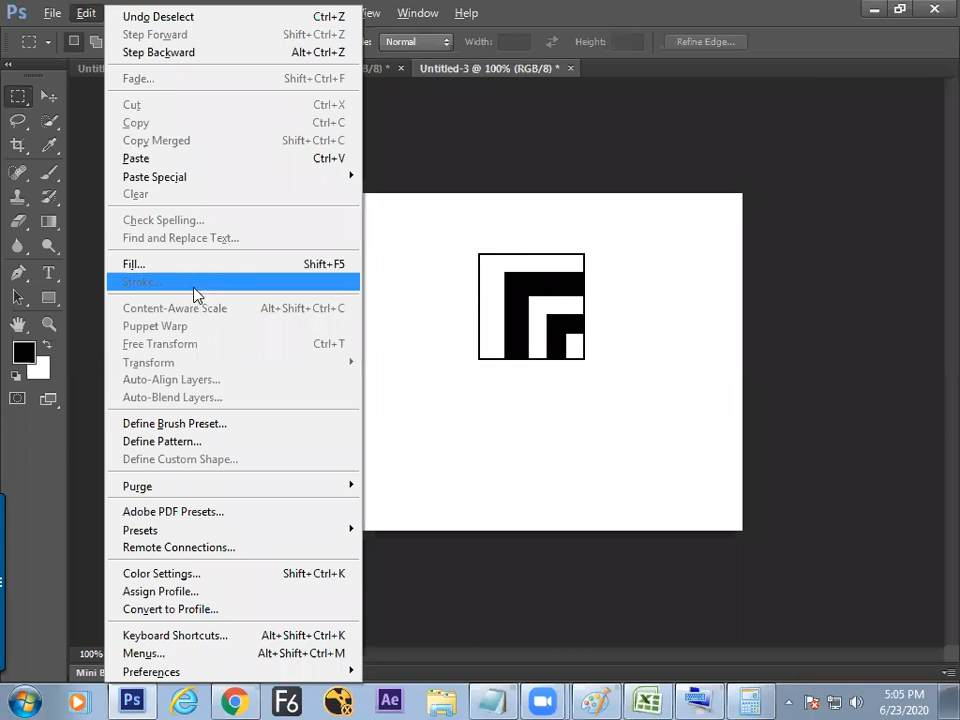 Ps File Edit View Window Help
Normal Width: Height: Refine Edge...
Untitl B/8) * × Untitled-3 @ 100% (RGB/8) * ×
Undo Deselect Ctrl+Z
Step Forward Shift+Ctrl+Z
Step Backward Alt+Ctrl+Z
Fade... Shift+Ctrl+F
Cut Ctrl+X
Copy Ctrl+C
Copy Merged Shift+Ctrl+C
Paste Ctrl+V
Paste Special
Clear
Check Spelling...
Find and Replace Text...
Fill... Shift+F5
Stroke...
Content-Aware Scale Alt+Shift+Ctrl+C
Puppet Warp
Free Transform Ctrl+T
Transform
Auto-Align Layers...
Auto-Blend Layers...
Define Brush Preset...
Define Pattern...
Define Custom Shape...
Purge
Adobe PDF Presets...
Presets
Remote Connections...
Color Settings... Shift+Ctrl+K
Assign Profile...
Convert to Profile...
Keyboard Shortcuts... Alt+Shift+Ctrl+K
Menus... Alt+Shift+Ctrl+M
Preferences
100%
Mini B
Ps F6 Ae
5:05 PM
6/23/2020